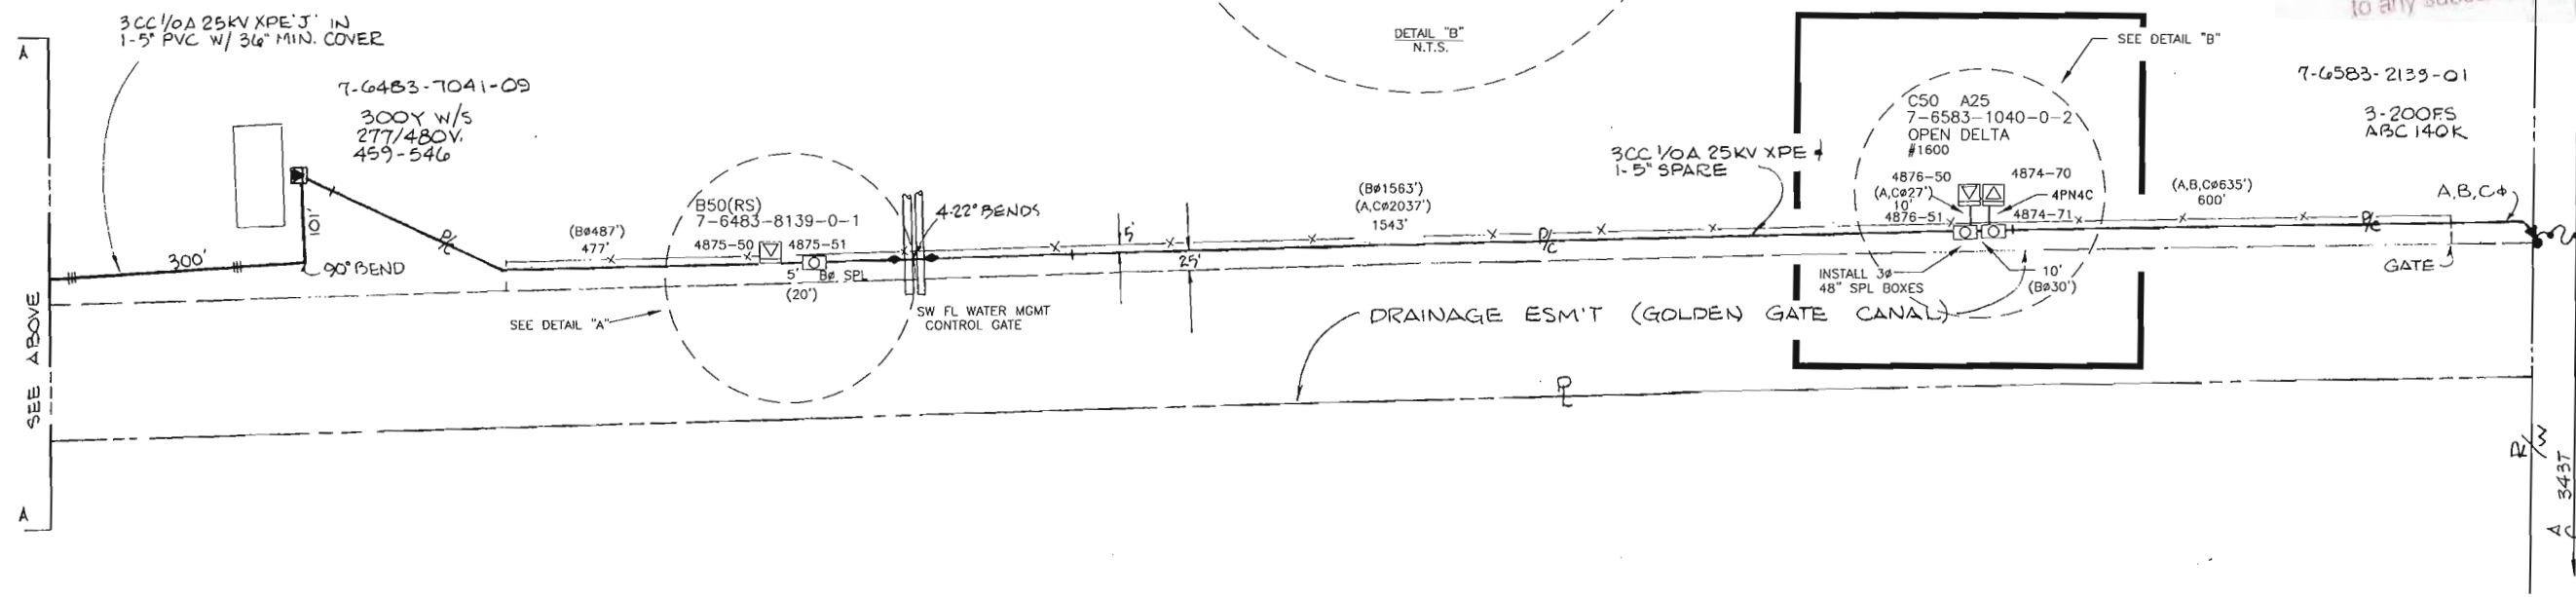 3CC 1/0A 25KV XPE'J' IN
1-5" PVC W/ 36" MIN. COVER
A
7-6483-7041-09
300Y W/S
277/480V.
459-546
300'
101'
90° BEND
P/C
SEE ABOVE
A
(BØ487')
477'
B50(RS)
7-6483-8139-0-1
4875-50
4875-51
5'
BØ SPL
(20')
SEE DETAIL "A"
4-22° BENDS
SW FL WATER MGMT
CONTROL GATE
DETAIL "B"
N.T.S.
5'
25'
(BØ1563')
(A,CØ2037')
1543'
P/C
3CC 1/0A 25KV XPE &
1-5" SPARE
DRAINAGE ESM'T (GOLDEN GATE CANAL)
PL
to any
SEE DETAIL "B"
C50 A25
7-6583-1040-0-2
OPEN DELTA
#1600
4876-50
4874-70
(A,CØ27')
10'
4PN4C
4876-51
4874-71
INSTALL 3Ø
48" SPL BOXES
10'
(BØ30')
7-6583-2139-01
3-200FS
ABC 140K
(A,B,CØ635')
600'
A,B,CØ
P/C
GATE
R/W
A 343T
C